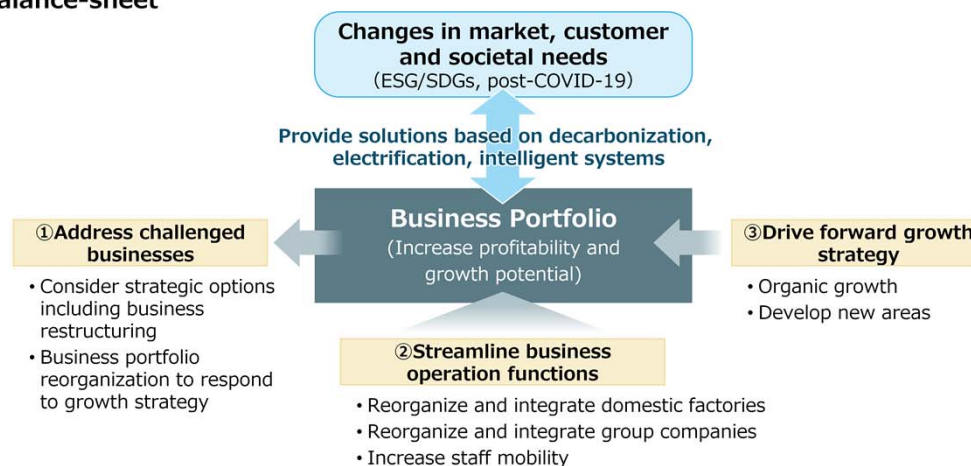 alance-sheet
Changes in market, customer
and societal needs
(ESG/SDGs, post-COVID-19)
Provide solutions based on decarbonization,
electrification, intelligent systems
Business Portfolio
(Increase profitability and
growth potential)
①Address challenged
businesses
• Consider strategic options
including business
restructuring
• Business portfolio
reorganization to respond
to growth strategy
②Streamline business
operation functions
• Reorganize and integrate domestic factories
• Reorganize and integrate group companies
• Increase staff mobility
③Drive forward growth
strategy
• Organic growth
• Develop new areas